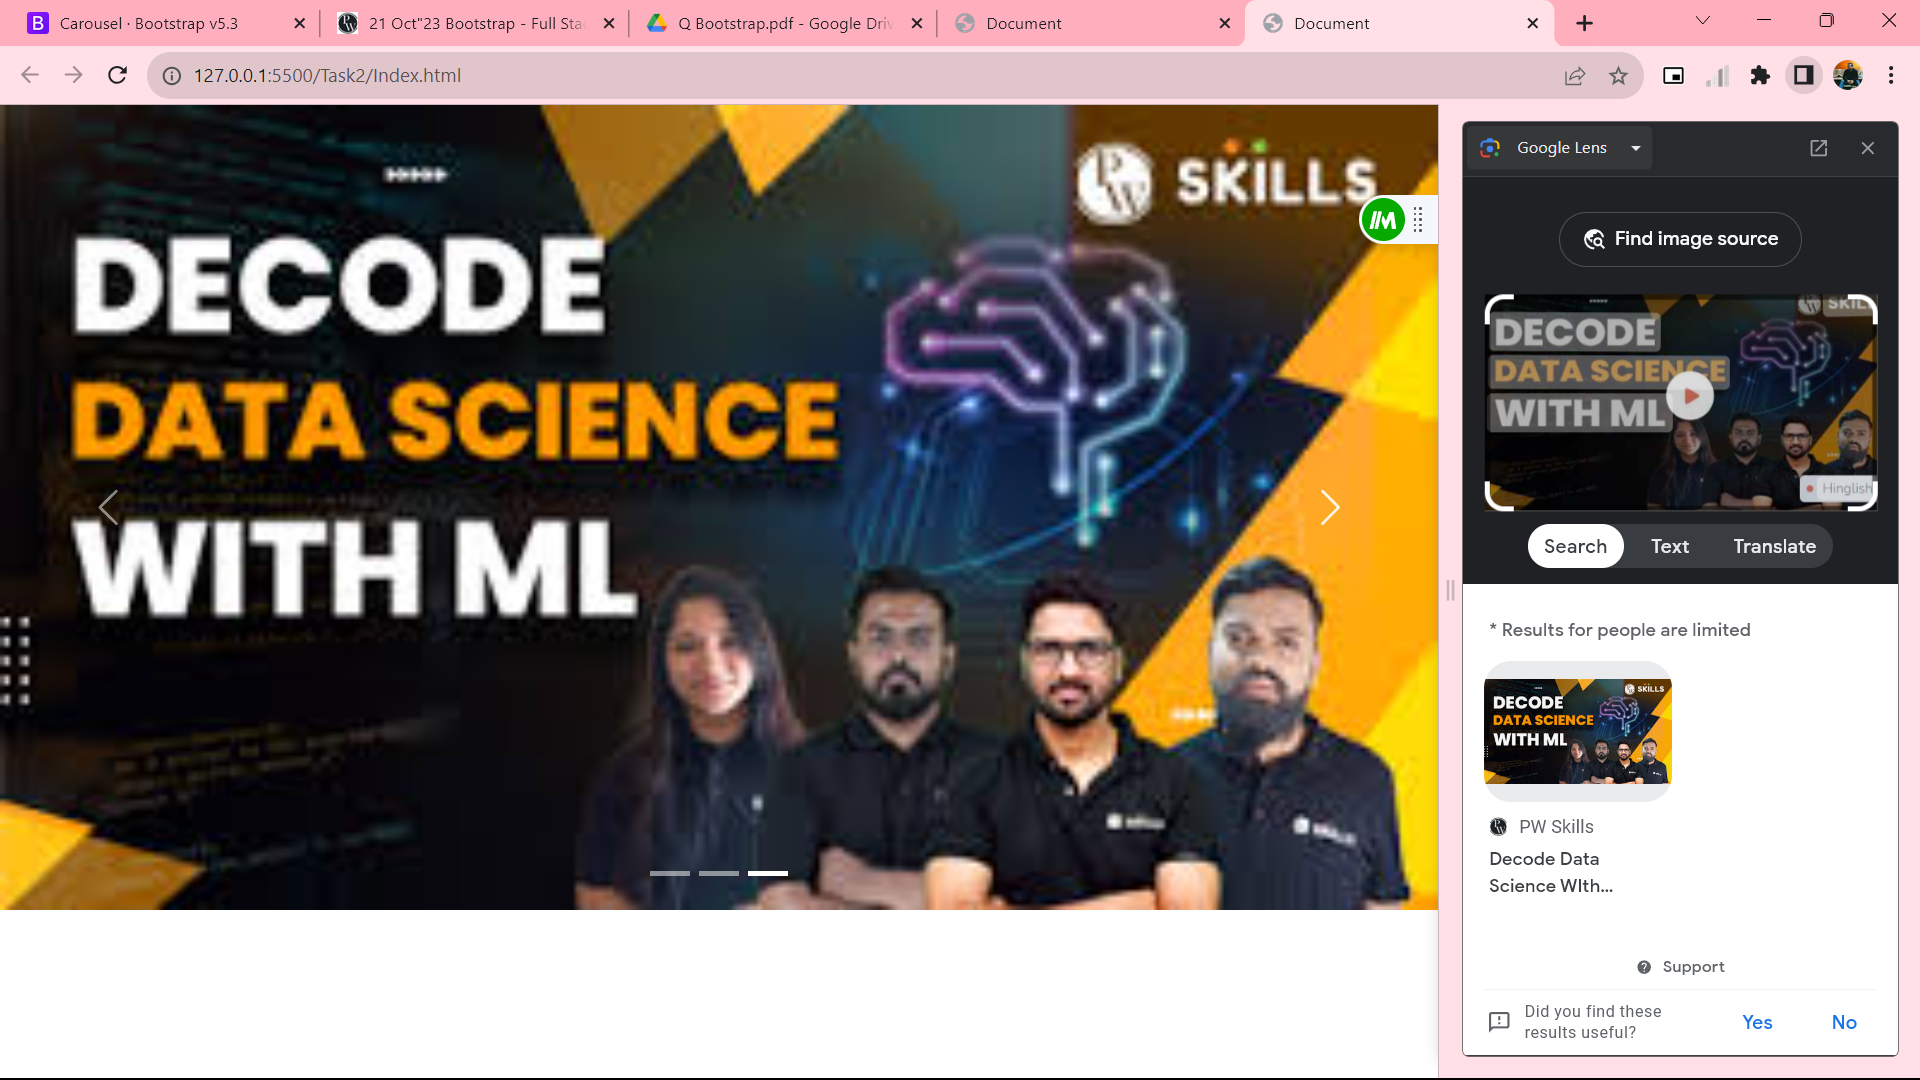 Carousel · Bootstrap v5.3
21 Oct"23 Bootstrap - Full Sta
Q Bootstrap.pdf - Google Driv
Document
Document
127.0.0.1:5500/Task2/Index.html
PW SKILLS
DECODE
DATA SCIENCE
WITH ML
Google Lens
Find image source
SKILL
DECODE
DATA SCIENCE
WITH ML
Hinglish
Search
Text
Translate
* Results for people are limited
SKILLS
DECODE
DATA SCIENCE
WITH ML
PW Skills
Decode Data
Science WIth...
Support
Did you find these
results useful?
Yes
No